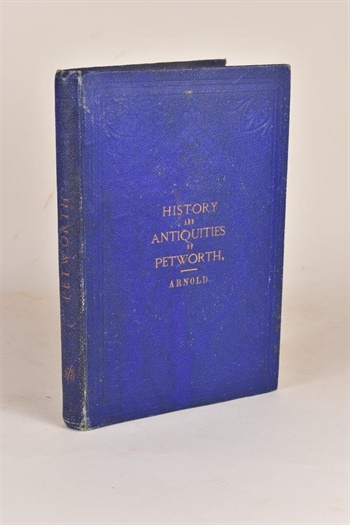 HISTORY
AND
ANTIQUITIES
OF
PETWORTH.
ARNOLD.
PETWORTH